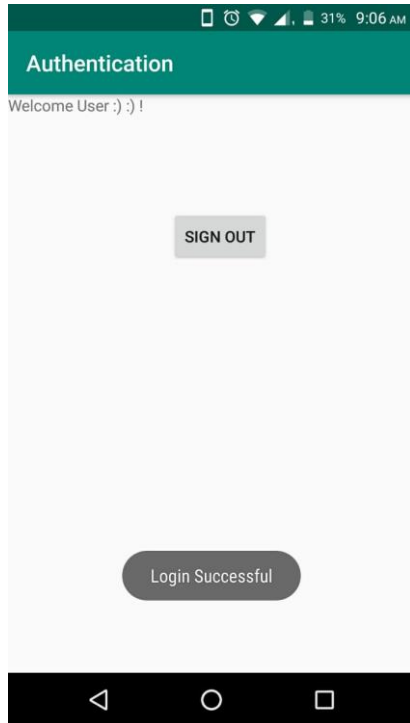 31% 9:06 AM
Authentication
Welcome User :) :) !
SIGN OUT
Login Successful